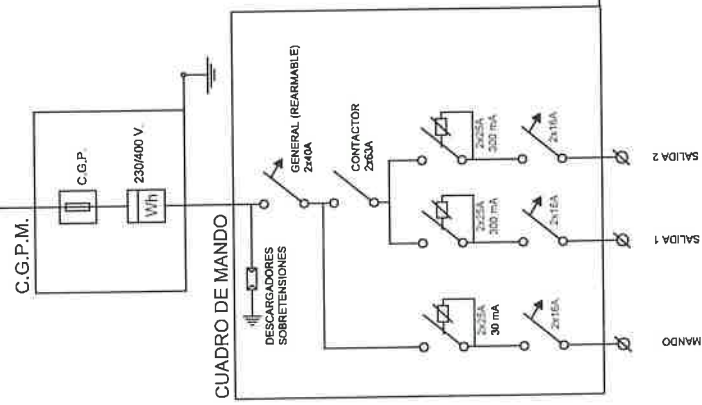 C.G.P.M.
C.G.P.
230/400 V.
Wh
CUADRO DE MANDO
DESCARGADORES
SOBRETENSIONES
GENERAL (REARMABLE)
2x40A
CONTACTOR
2x63A
2x25A
30 mA
2x25A
300 mA
2x25A
300 mA
2x16A
2x16A
2x16A
MANDO
SALIDA 1
SALIDA 2